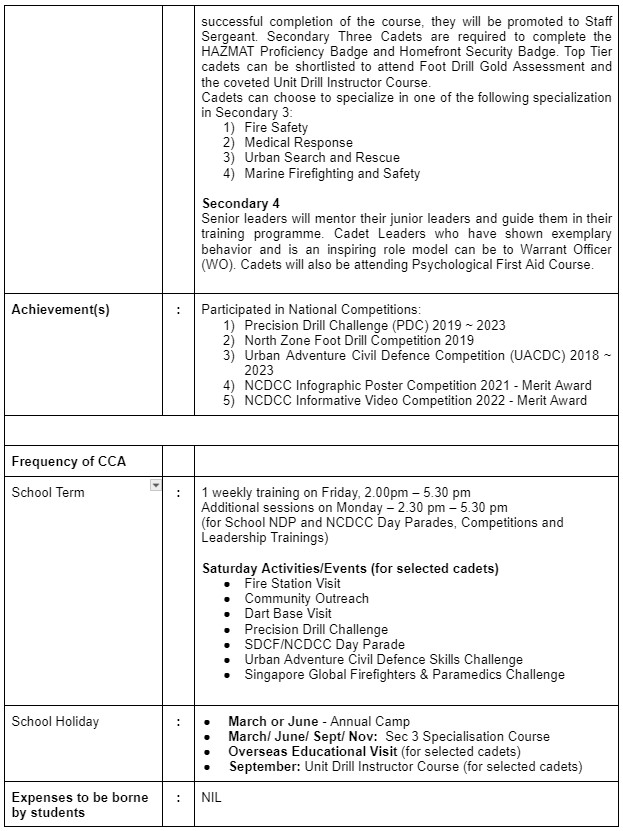 successful completion of the course, they will be promoted to Staff
Sergeant. Secondary Three Cadets are required to complete the
HAZMAT Proficiency Badge and Homefront Security Badge. Top Tier
cadets can be shortlisted to attend Foot Drill Gold Assessment and
the coveted Unit Drill Instructor Course.
Cadets can choose to specialize in one of the following specialization
in Secondary 3:
1) Fire Safety
2) Medical Response
3) Urban Search and Rescue
4) Marine Firefighting and Safety
Secondary 4
Senior leaders will mentor their junior leaders and guide them in their
training programme. Cadet Leaders who have shown exemplary
behavior and is an inspiring role model can be to Warrant Officer
(WO). Cadets will also be attending Psychological First Aid Course.
Achievement(s) : Participated in National Competitions:
1) Precision Drill Challenge (PDC) 2019 ~ 2023
2) North Zone Foot Drill Competition 2019
3) Urban Adventure Civil Defence Competition (UACDC) 2018 ~
2023
4) NCDCC Infographic Poster Competition 2021 - Merit Award
5) NCDCC Informative Video Competition 2022 - Merit Award
Frequency of CCA
School Term : 1 weekly training on Friday, 2.00pm – 5.30 pm
Additional sessions on Monday – 2.30 pm – 5.30 pm
(for School NDP and NCDCC Day Parades, Competitions and
Leadership Trainings)
Saturday Activities/Events (for selected cadets)
● Fire Station Visit
● Community Outreach
● Dart Base Visit
● Precision Drill Challenge
● SDCF/NCDCC Day Parade
● Urban Adventure Civil Defence Skills Challenge
● Singapore Global Firefighters & Paramedics Challenge
School Holiday : ● March or June - Annual Camp
● March/ June/ Sept/ Nov: Sec 3 Specialisation Course
● Overseas Educational Visit (for selected cadets)
● September: Unit Drill Instructor Course (for selected cadets)
Expenses to be borne : NIL
by students